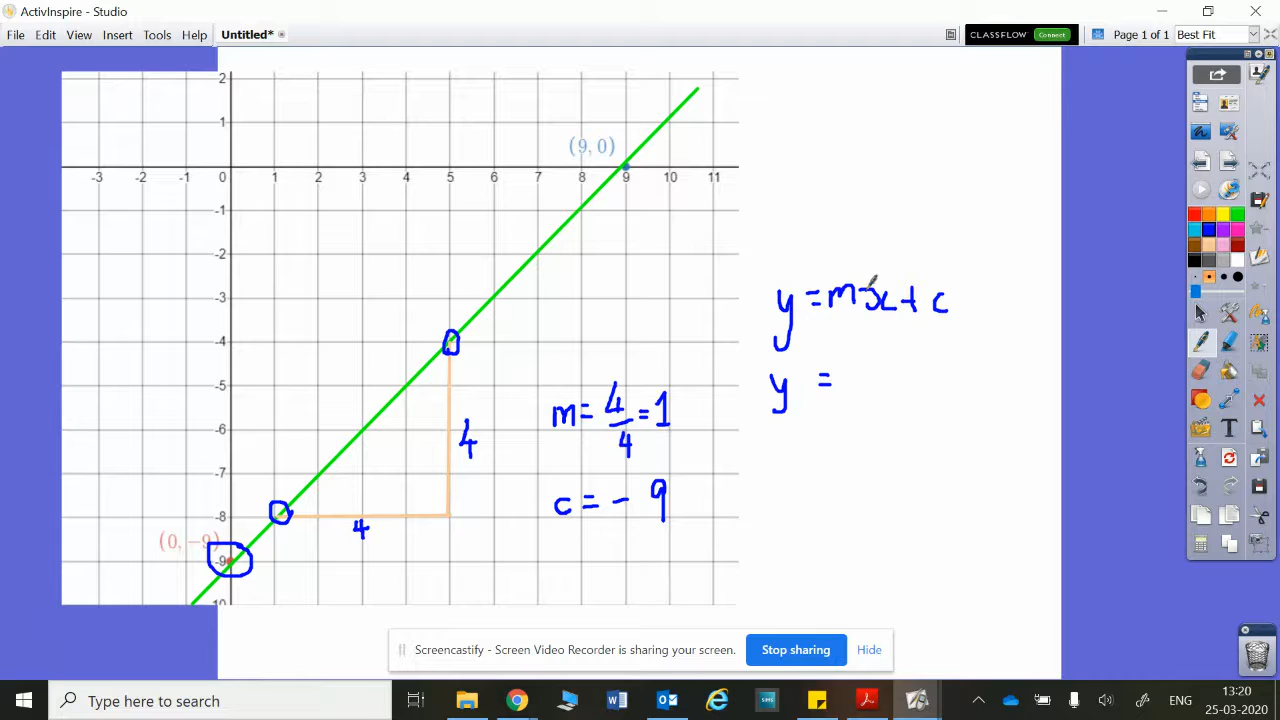 ActivInspire - Studio
File Edit View Insert Tools Help Untitled* CLASSFLOW Connect Page 1 of 1 Best Fit
2
1
(9, 0)
-3 -2 -1 0 1 2 3 4 5 6 7 8 9 10 11
-1
-2
-3
y = mx + c
-4
y =
-5
m = 4/4 = 1
-6
4
-7
c = - 9
-8
4
(0, -9)
-9
10
Screencastify - Screen Video Recorder is sharing your screen. Stop sharing Hide
Type here to search
ENG
13:20
25-03-2020